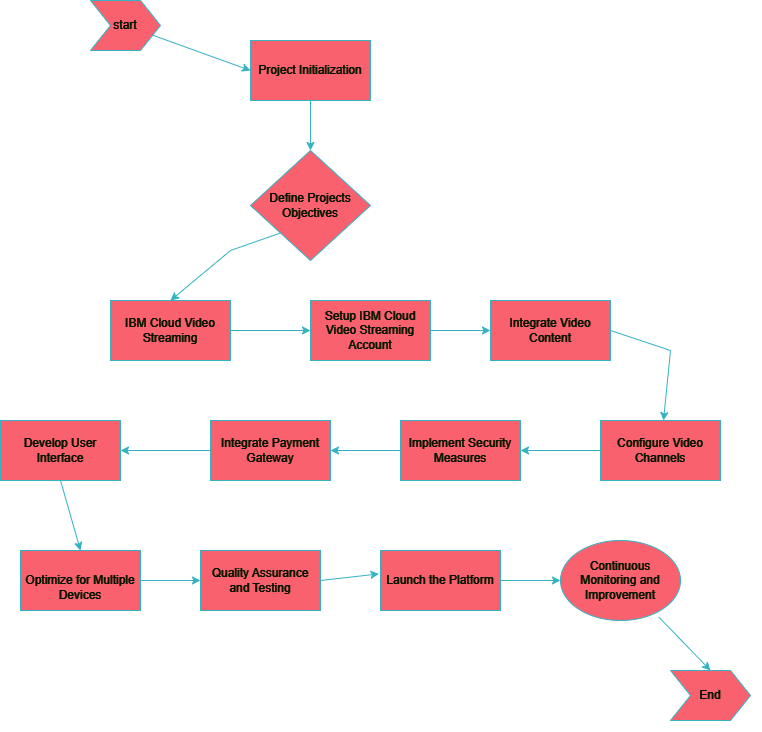 start
Project Initialization
Define Projects
Objectives
IBM Cloud Video
Streaming
Setup IBM Cloud
Video Streaming
Account
Integrate Video
Content
Develop User
Interface
Integrate Payment
Gateway
Implement Security
Measures
Configure Video
Channels
Optimize for Multiple
Devices
Quality Assurance
and Testing
Launch the Platform
Continuous
Monitoring and
Improvement
End